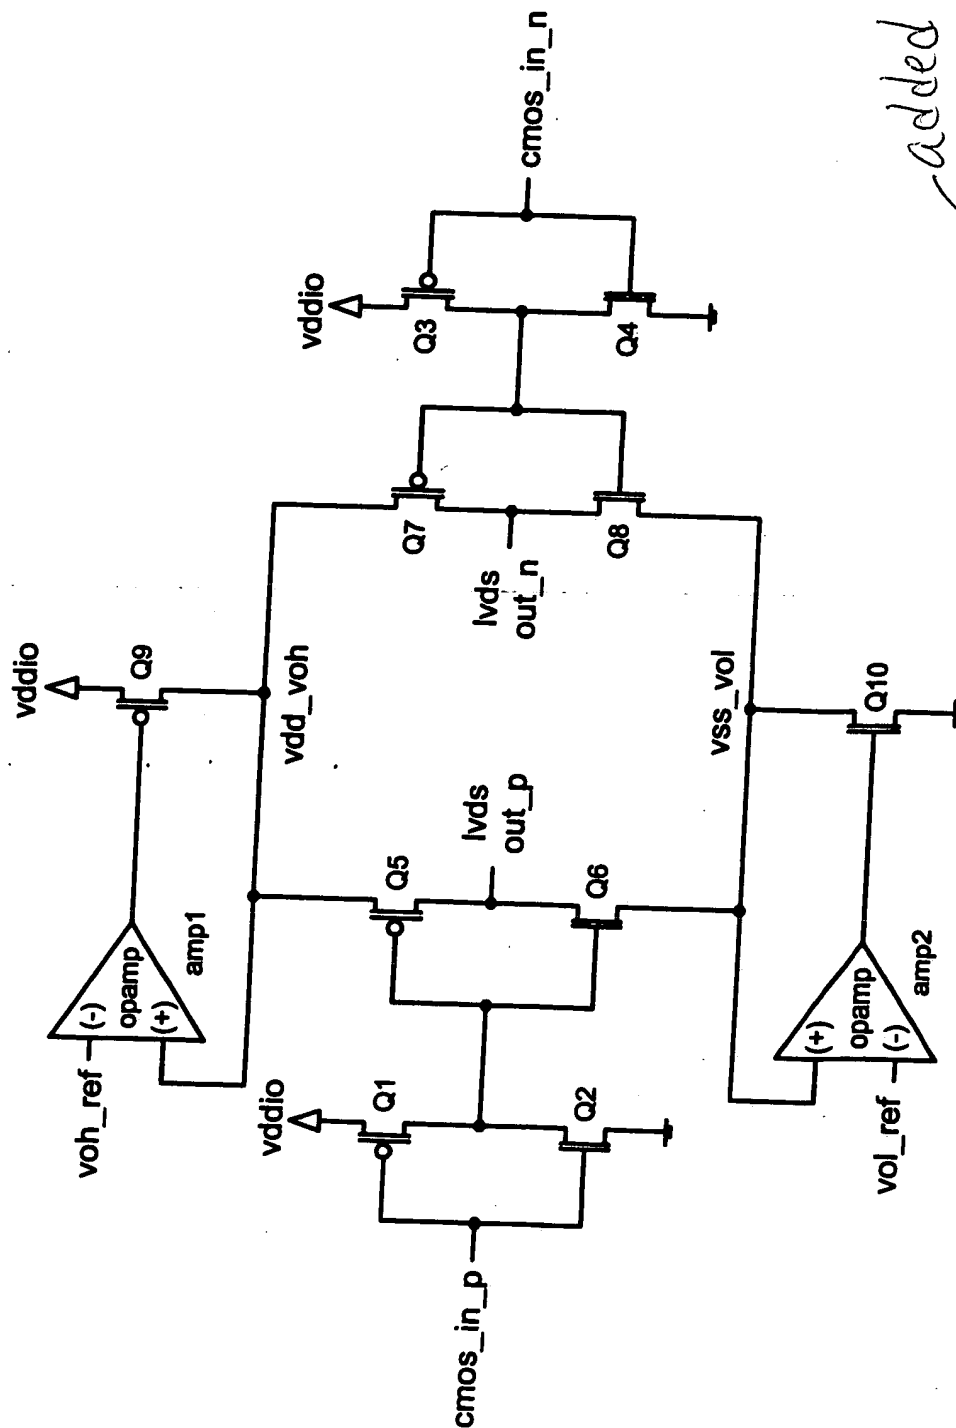 added
vddio
Q9
voh_ref
(-)
opamp
(+)
amp1
vdd_voh
vddio
Q1
Q2
cmos_in_p
Q5
Q6
lvds
out_p
Q7
Q8
lvds
out_n
vddio
Q3
Q4
cmos_in_n
vss_vol
Q10
(+)
opamp
(-)
amp2
vol_ref